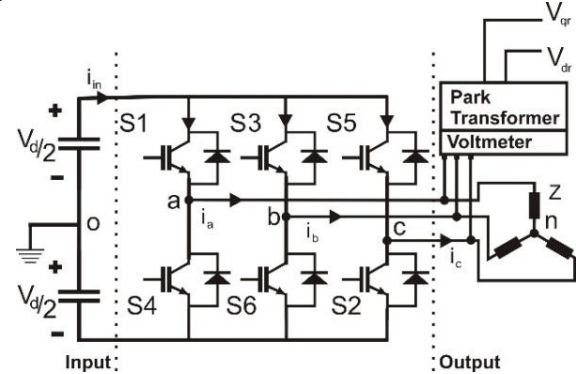 V_qr
V_dr
i_in
+
V_d/2
-
S1
S3
S5
Park
Transformer
Voltmeter
a
i_a
b
i_b
c
i_c
Z
n
o
+
V_d/2
-
S4
S6
S2
Input
Output